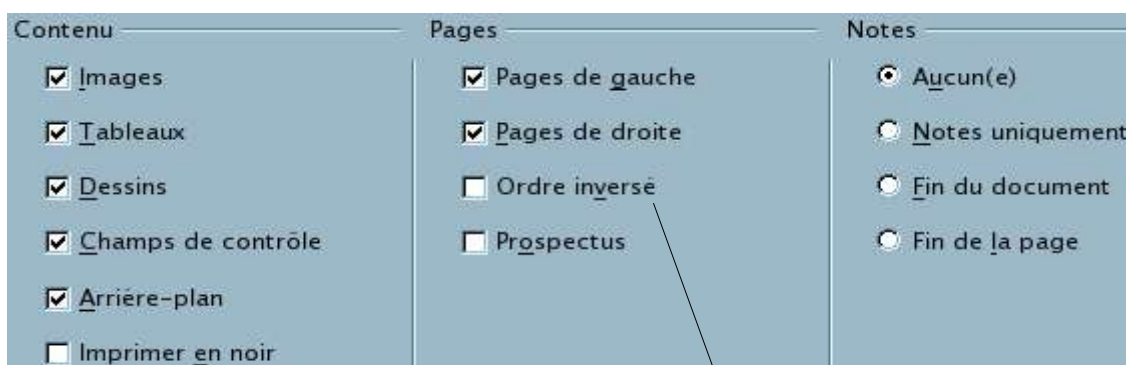 Contenu
Images
Tableaux
Dessins
Champs de contrôle
Arrière-plan
Imprimer en noir
Pages
Pages de gauche
Pages de droite
Ordre inversé
Prospectus
Notes
Aucun(e)
Notes uniquement
Fin du document
Fin de la page